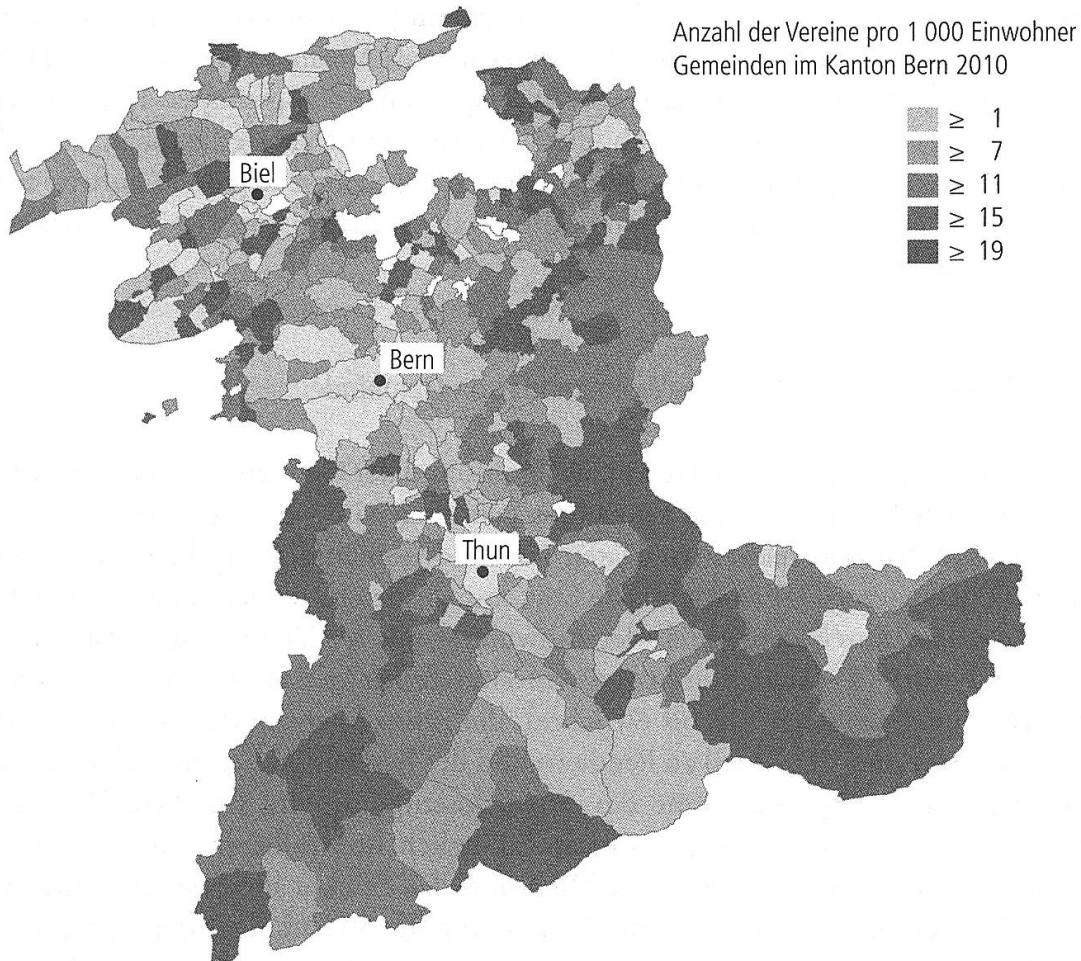 Anzahl der Vereine pro 1 000 Einwohner
Gemeinden im Kanton Bern 2010
≥ 1
≥ 7
≥ 11
≥ 15
≥ 19
Biel
Bern
Thun